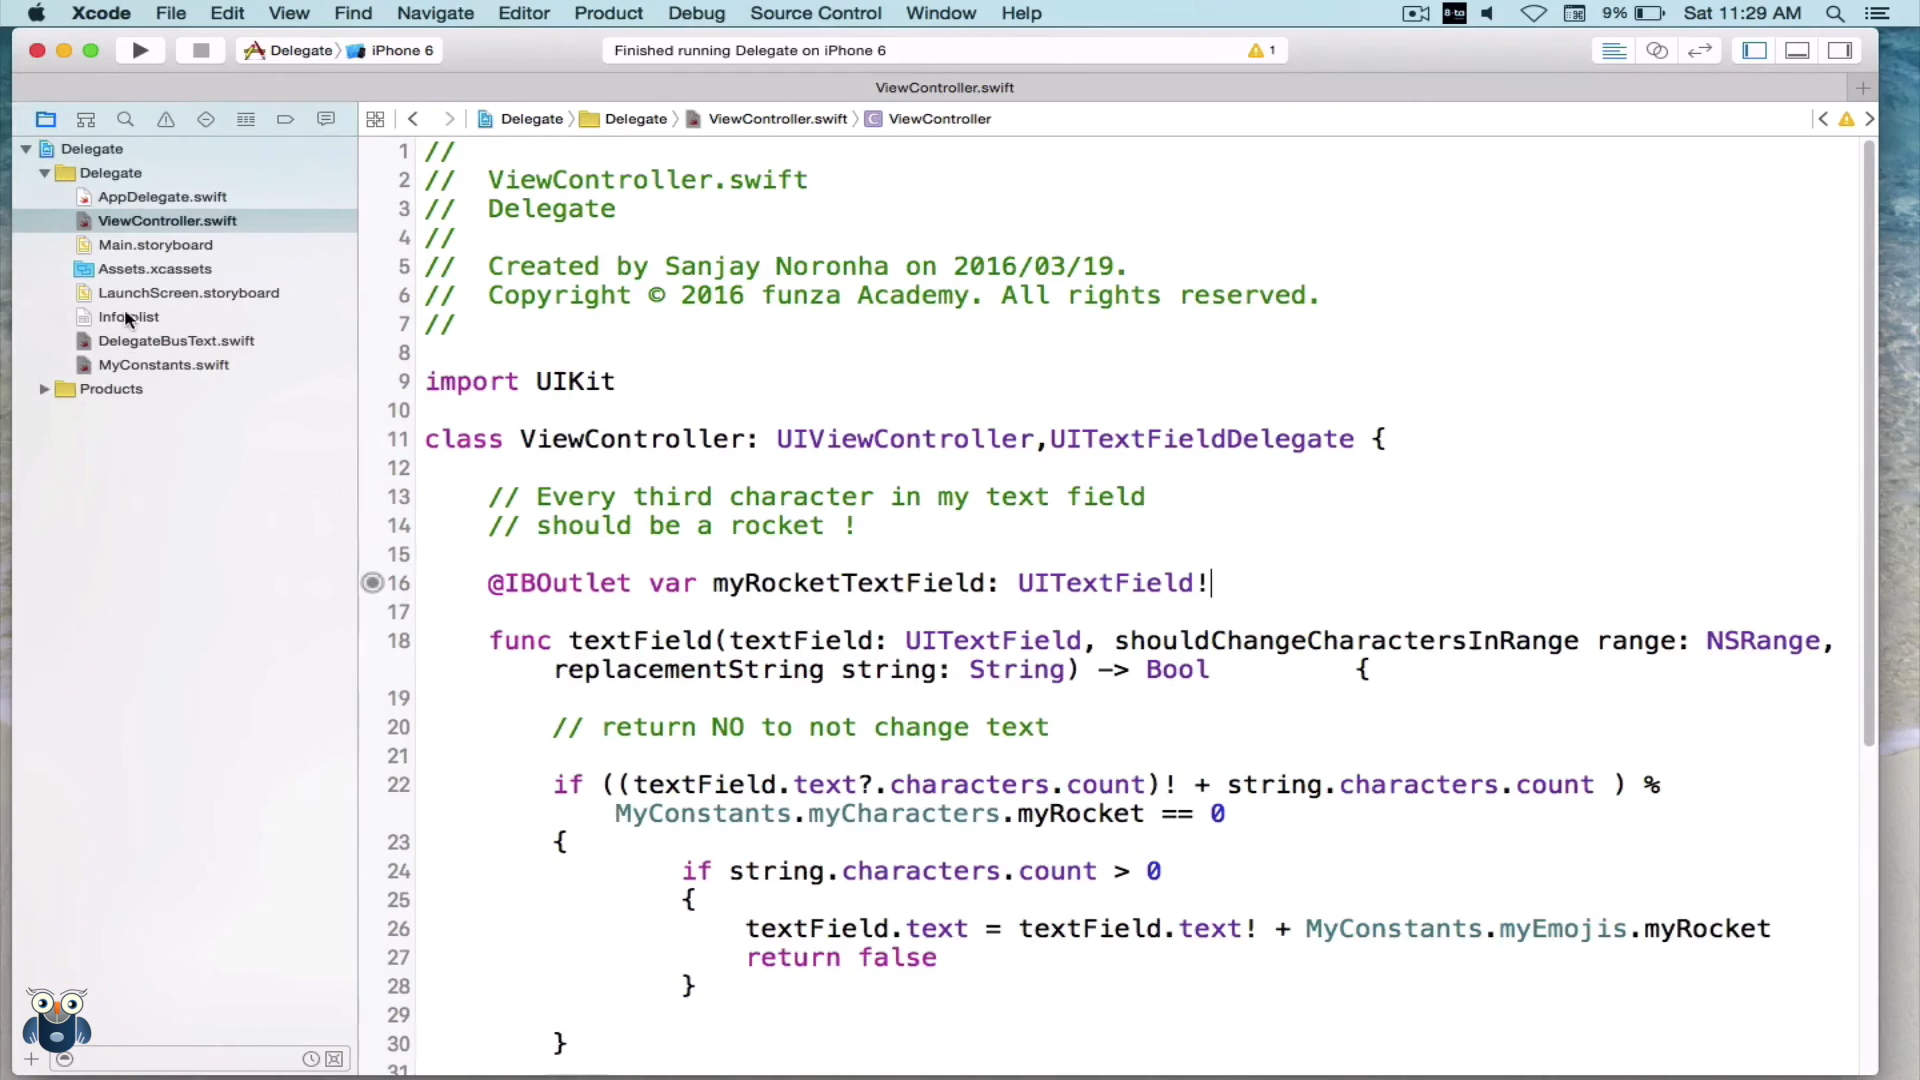 Xcode File Edit View Find Navigate Editor Product Debug Source Control Window Help 9% Sat 11:29 AM
Delegate iPhone 6 Finished running Delegate on iPhone 6 1
ViewController.swift
Delegate Delegate ViewController.swift C ViewController
Delegate
Delegate
AppDelegate.swift
ViewController.swift
Main.storyboard
Assets.xcassets
LaunchScreen.storyboard
DelegateBusText.swift
MyConstants.swift
Products
1 //
2 //  ViewController.swift
3 //  Delegate
4 //
5 //  Created by Sanjay Noronha on 2016/03/19.
6 //  Copyright © 2016 funza Academy. All rights reserved.
7 //
8
9 import UIKit
10
11 class ViewController: UIViewController,UITextFieldDelegate {
12
13 // Every third character in my text field
14 // should be a rocket !
15
16 @IBOutlet var myRocketTextField: UITextField!
17
18 func textField(textField: UITextField, shouldChangeCharactersInRange range: NSRange,
replacementString string: String) -> Bool {
19
20 // return NO to not change text
21
22 if ((textField.text?.characters.count)! + string.characters.count ) %
MyConstants.myCharacters.myRocket == 0
23 {
24 if string.characters.count > 0
25 {
26 textField.text = textField.text! + MyConstants.myEmojis.myRocket
27 return false
28 }
29
30 }
31